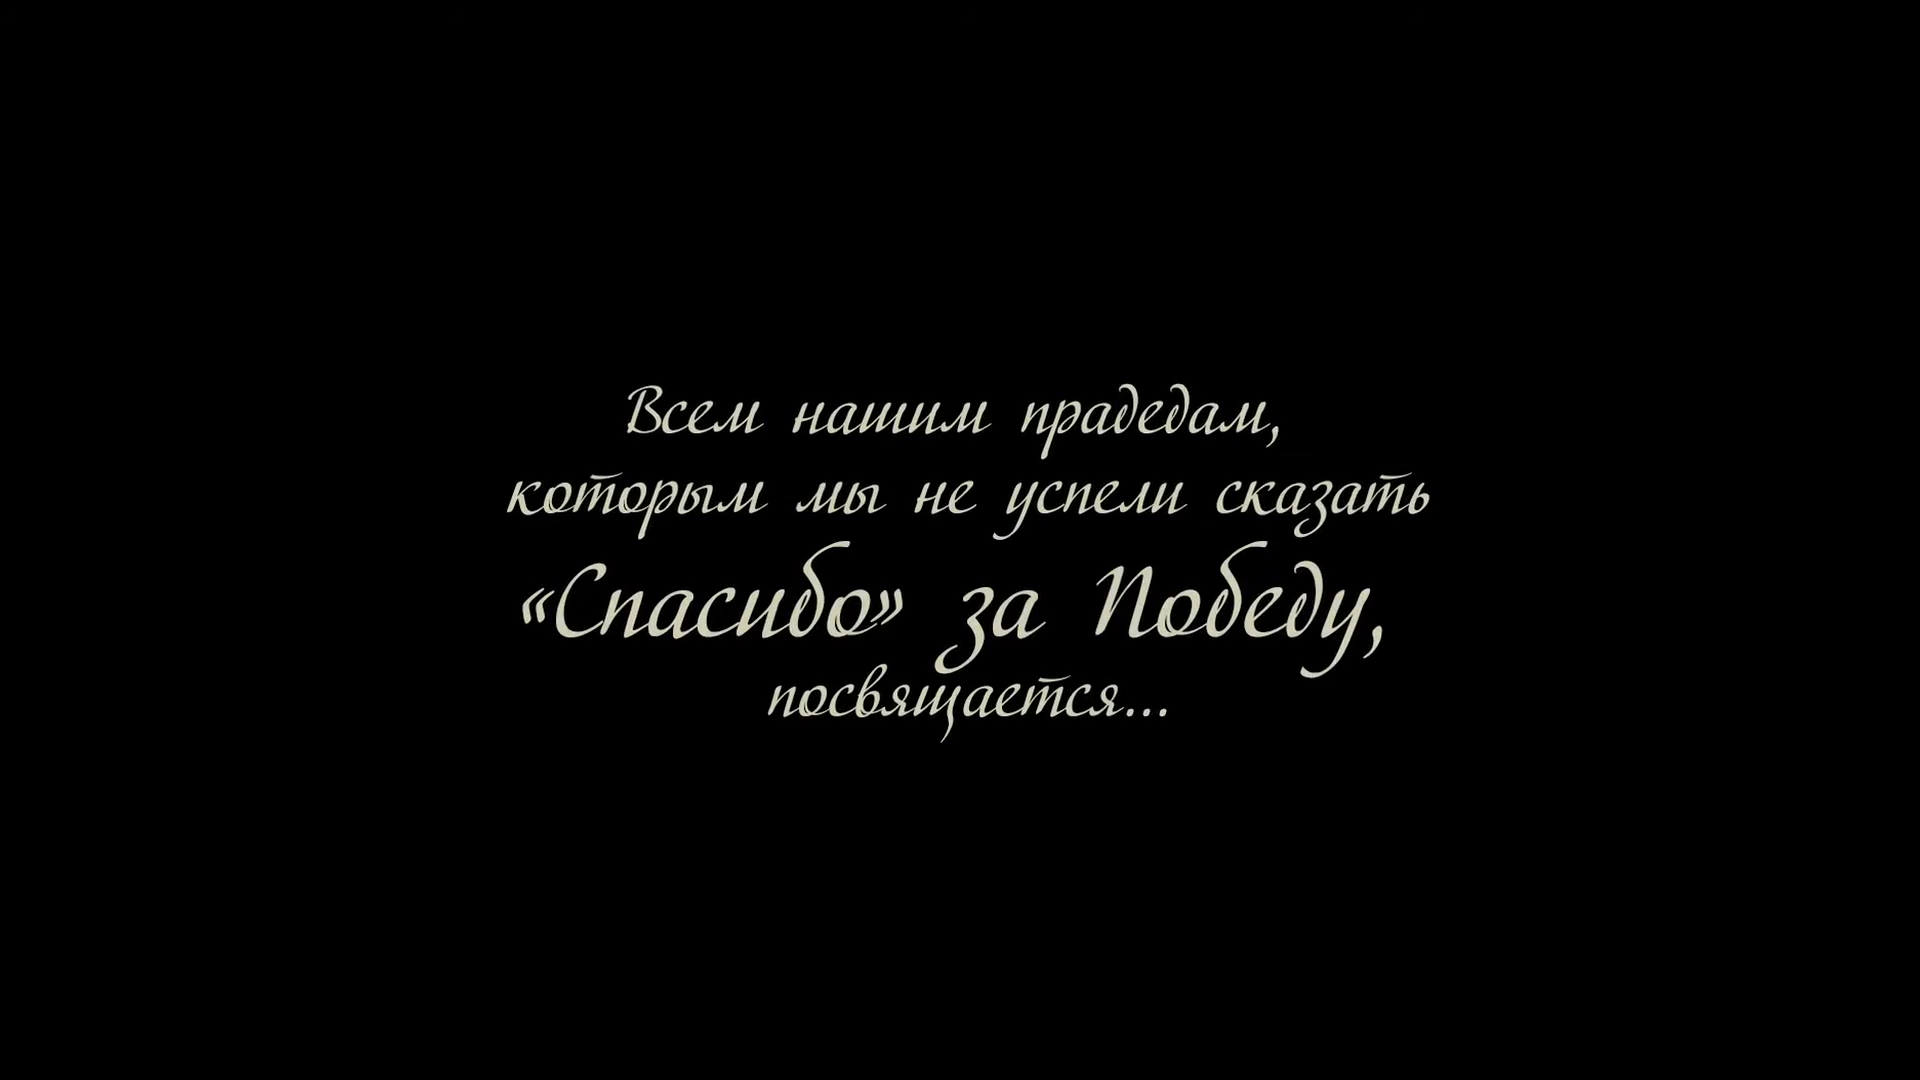 Всем нашим прадедам,
которым мы не успели сказать
«Спасибо» за Победу,
посвящается...